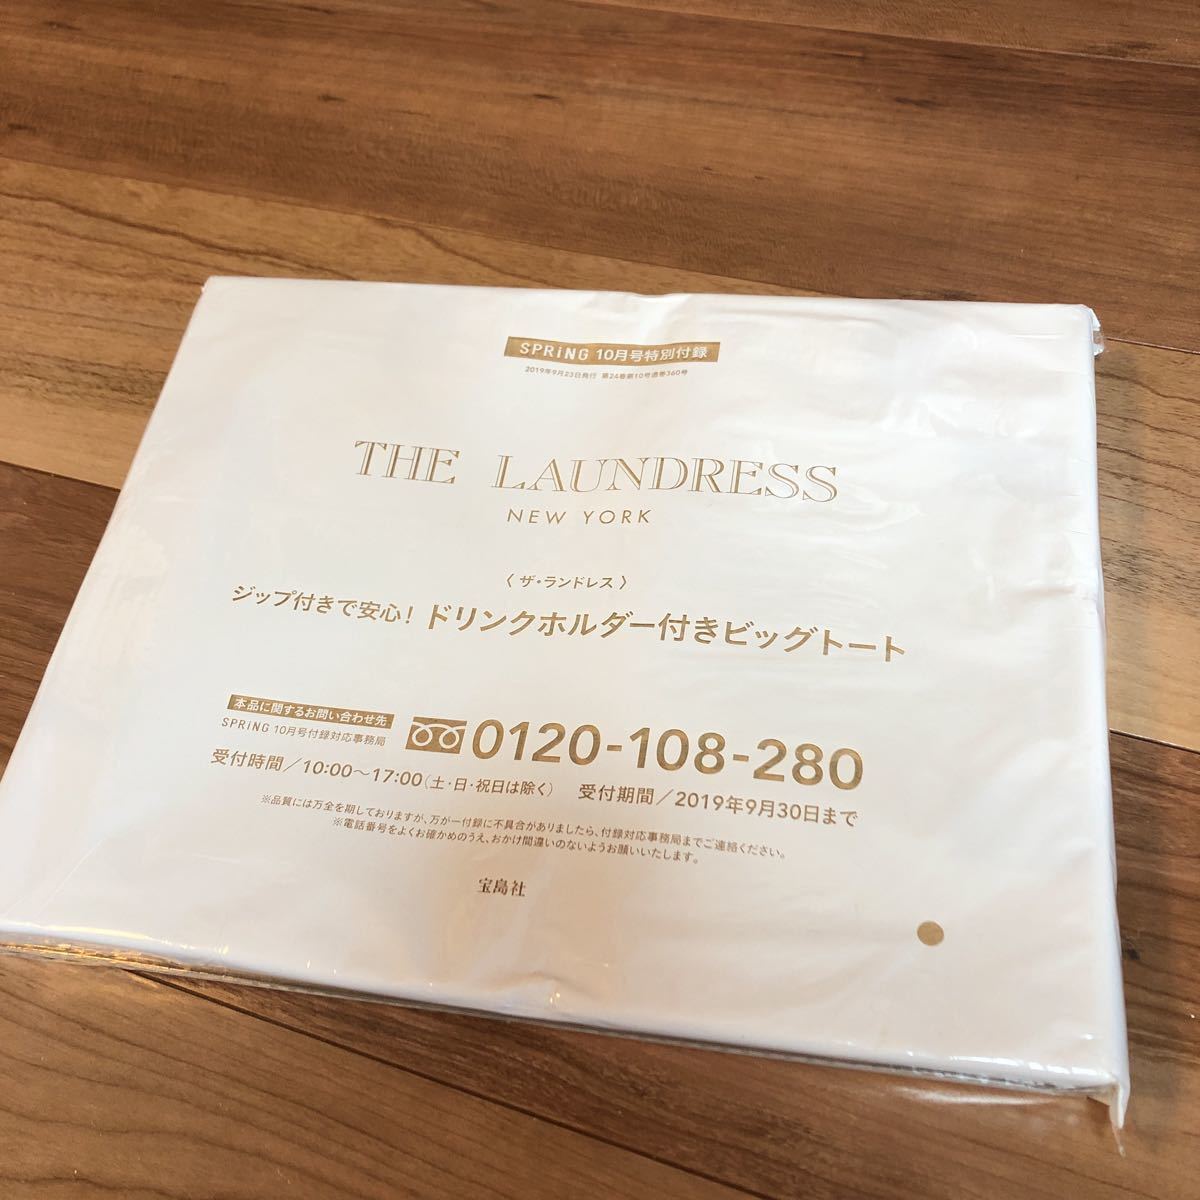 SPRiNG 10月号特別付録
2019年9月23日発行 第24巻第10号通巻360号
THE LAUNDRESS
NEW YORK
〈 ザ・ランドレス 〉
ジップ付きで安心! ドリンクホルダー付きビッグトート
本品に関するお問い合わせ先
SPRiNG 10月号付録対応事務局
0120-108-280
受付時間/10:00〜17:00(土・日・祝日は除く) 受付期間/2019年9月30日まで
※品質には万全を期しておりますが、万が一付録に不具合がありましたら、付録対応事務局までご連絡ください。
※電話番号をよくお確かめのうえ、おかけ間違いのないようお願いいたします。
宝島社